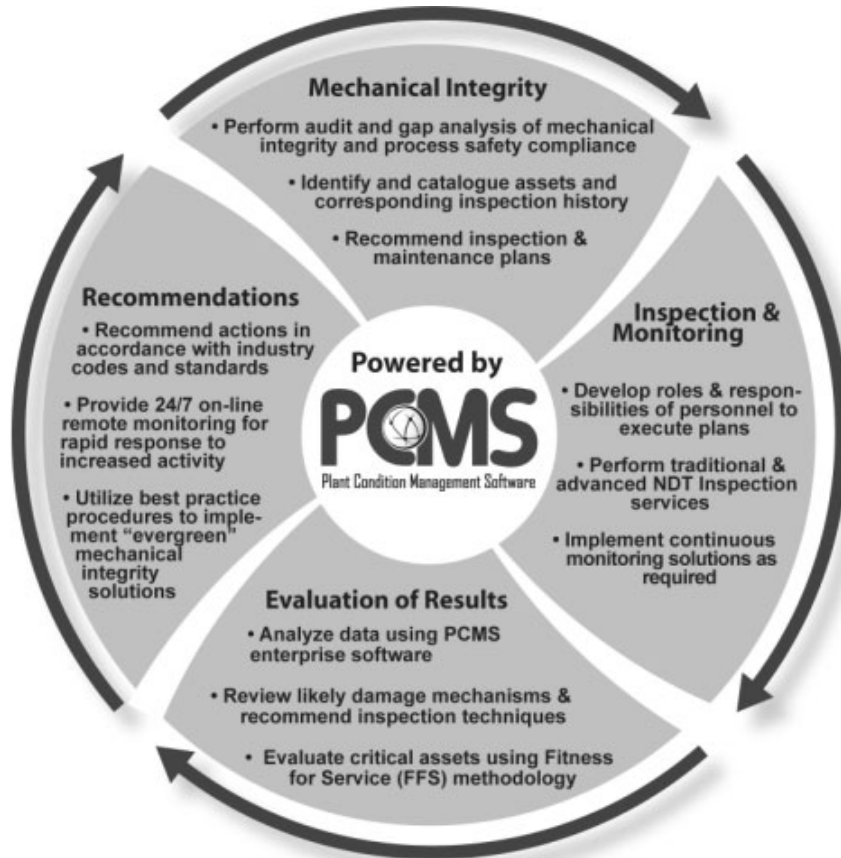 Mechanical Integrity
• Perform audit and gap analysis of mechanical
integrity and process safety compliance
• Identify and catalogue assets and
corresponding inspection history
• Recommend inspection &
maintenance plans
Inspection &
Monitoring
• Develop roles & respon-
sibilities of personnel to
execute plans
• Perform traditional &
advanced NDT Inspection
services
• Implement continuous
monitoring solutions as
required
Evaluation of Results
• Analyze data using PCMS
enterprise software
• Review likely damage mechanisms &
recommend inspection techniques
• Evaluate critical assets using Fitness
for Service (FFS) methodology
Recommendations
• Recommend actions in
accordance with industry
codes and standards
• Provide 24/7 on-line
remote monitoring for
rapid response to
increased activity
• Utilize best practice
procedures to imple-
ment “evergreen”
mechanical
integrity
solutions
Powered by
PCMS
Plant Condition Management Software